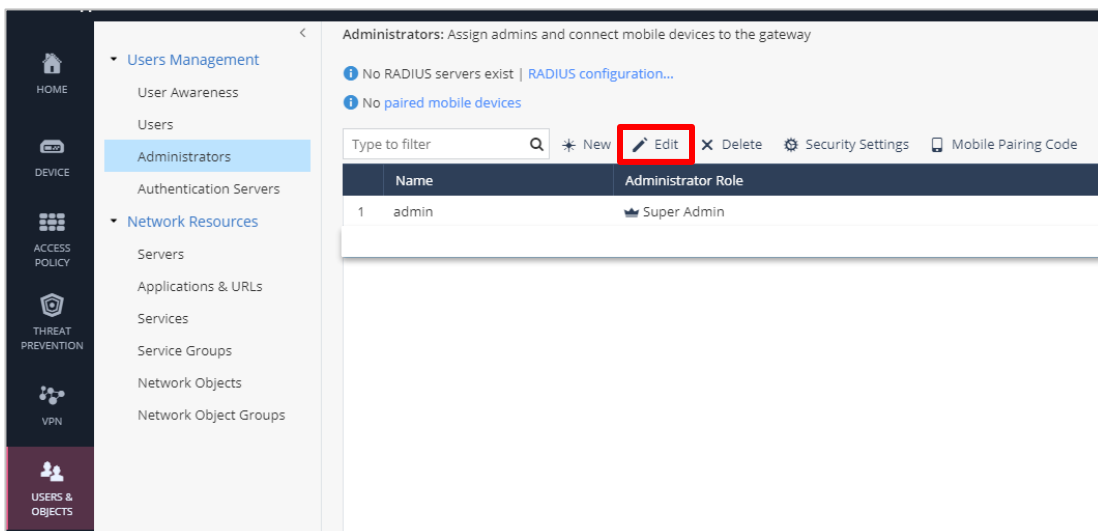 HOME
DEVICE
ACCESS
POLICY
THREAT
PREVENTION
VPN
USERS &
OBJECTS
<
Users Management
User Awareness
Users
Administrators
Authentication Servers
Network Resources
Servers
Applications & URLs
Services
Service Groups
Network Objects
Network Object Groups
Administrators: Assign admins and connect mobile devices to the gateway
No RADIUS servers exist | RADIUS configuration...
No paired mobile devices
Type to filter New Edit Delete Security Settings Mobile Pairing Code
Name Administrator Role
1 admin Super Admin